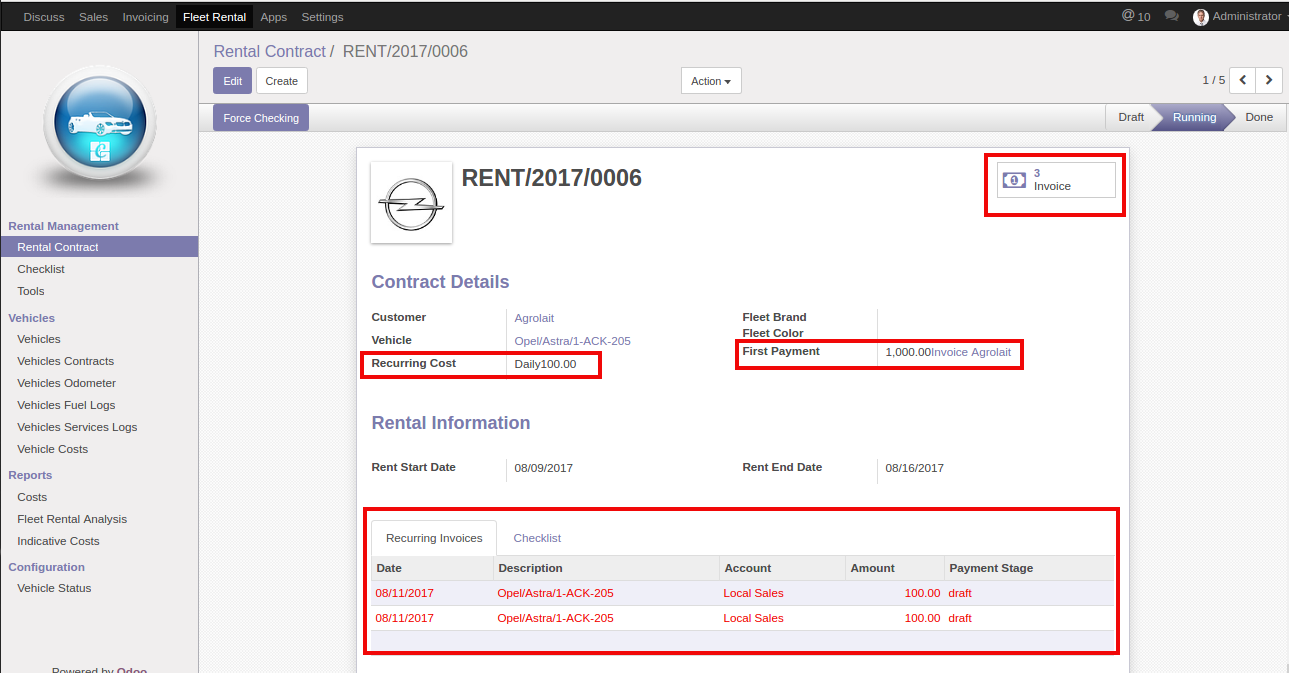 Discuss Sales Invoicing Fleet Rental Apps Settings @ 10 Administrator
Rental Contract / RENT/2017/0006
Edit Create Action 1 / 5
Force Checking Draft Running Done
RENT/2017/0006
3
Invoice
Rental Management
Rental Contract
Checklist
Tools
Vehicles
Vehicles
Vehicles Contracts
Vehicles Odometer
Vehicles Fuel Logs
Vehicles Services Logs
Vehicle Costs
Reports
Costs
Fleet Rental Analysis
Indicative Costs
Configuration
Vehicle Status
Powered by Odoo
Contract Details
Customer Agrolait
Vehicle Opel/Astra/1-ACK-205
Recurring Cost Daily100.00
Fleet Brand
Fleet Color
First Payment 1,000.00Invoice Agrolait
Rental Information
Rent Start Date 08/09/2017 Rent End Date 08/16/2017
Recurring Invoices Checklist
Date Description Account Amount Payment Stage
08/11/2017 Opel/Astra/1-ACK-205 Local Sales 100.00 draft
08/11/2017 Opel/Astra/1-ACK-205 Local Sales 100.00 draft